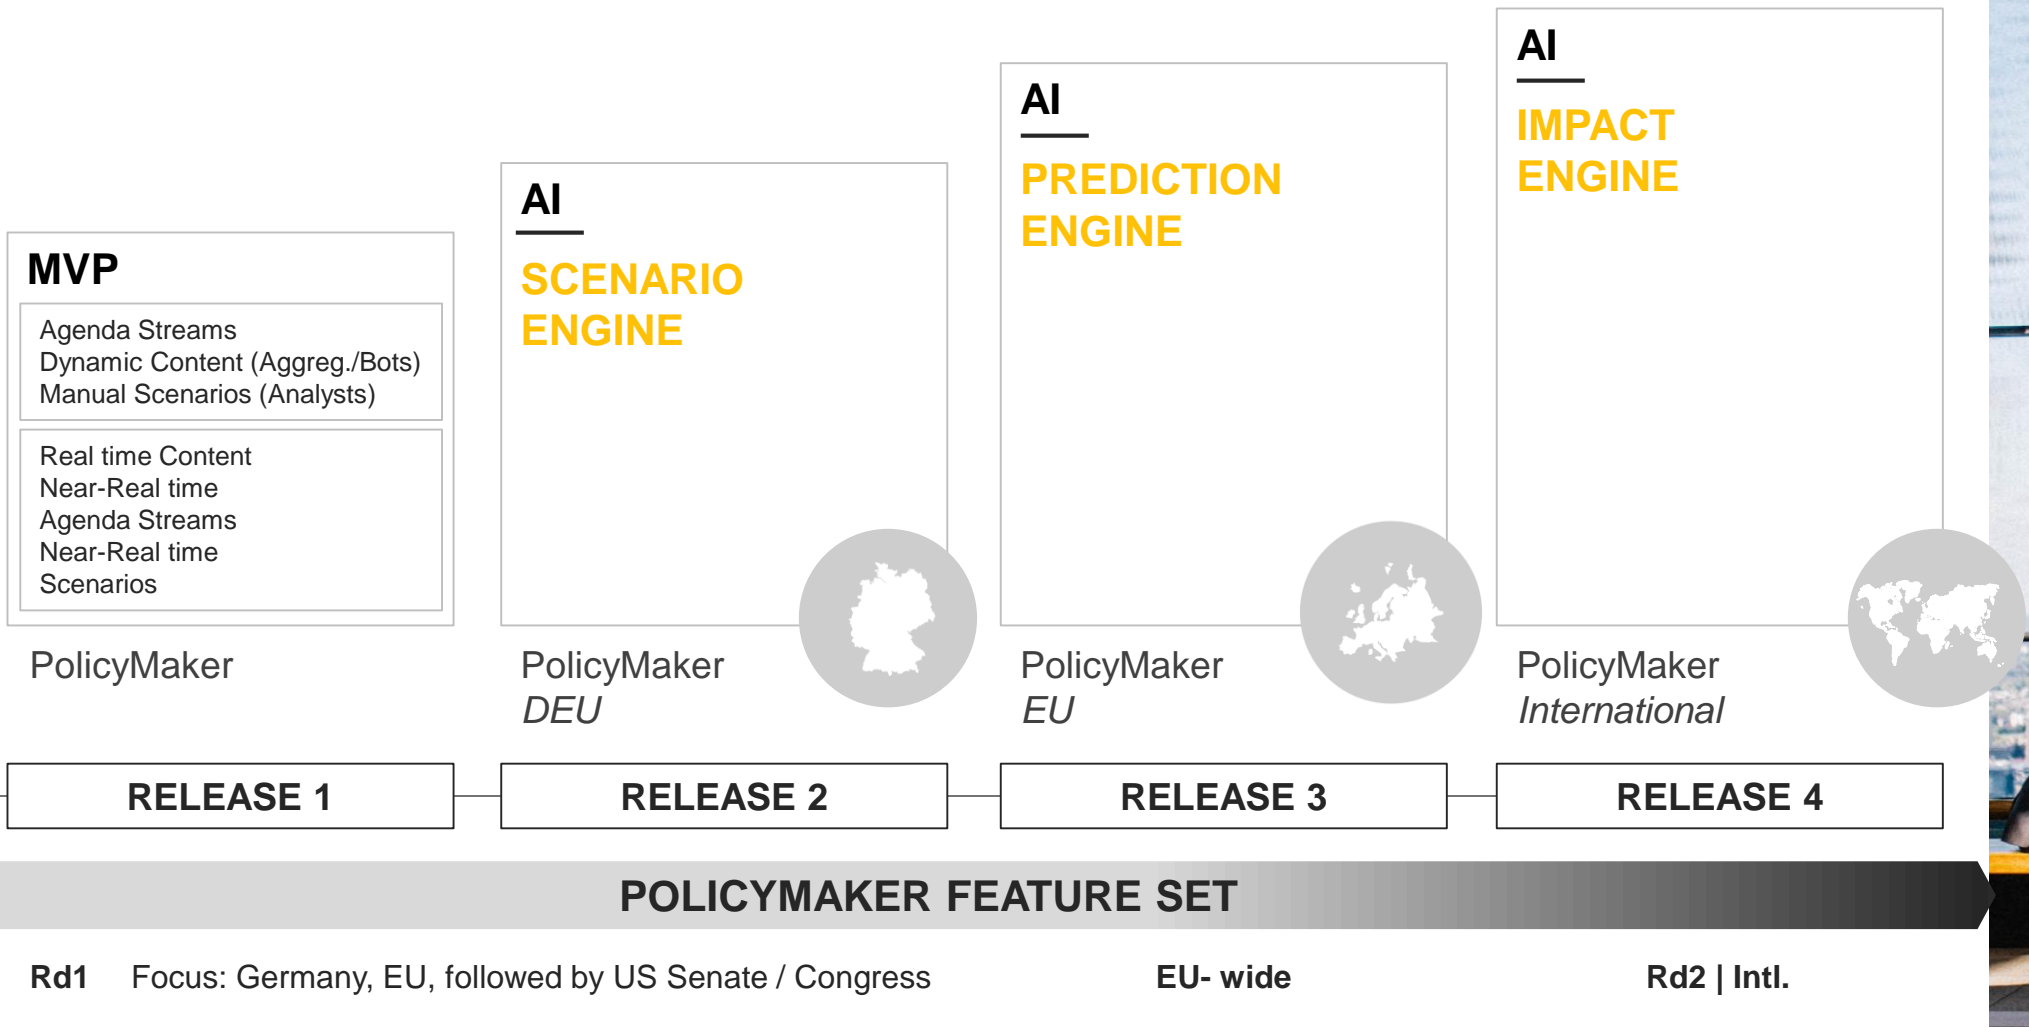 MVP
Agenda Streams
Dynamic Content (Aggreg./Bots)
Manual Scenarios (Analysts)
Real time Content
Near-Real time
Agenda Streams
Near-Real time
Scenarios
PolicyMaker
AI
SCENARIO
ENGINE
PolicyMaker
DEU
AI
PREDICTION
ENGINE
PolicyMaker
EU
AI
IMPACT
ENGINE
PolicyMaker
International
RELEASE 1
RELEASE 2
RELEASE 3
RELEASE 4
POLICYMAKER FEATURE SET
Rd1 Focus: Germany, EU, followed by US Senate / Congress
EU- wide
Rd2 | Intl.